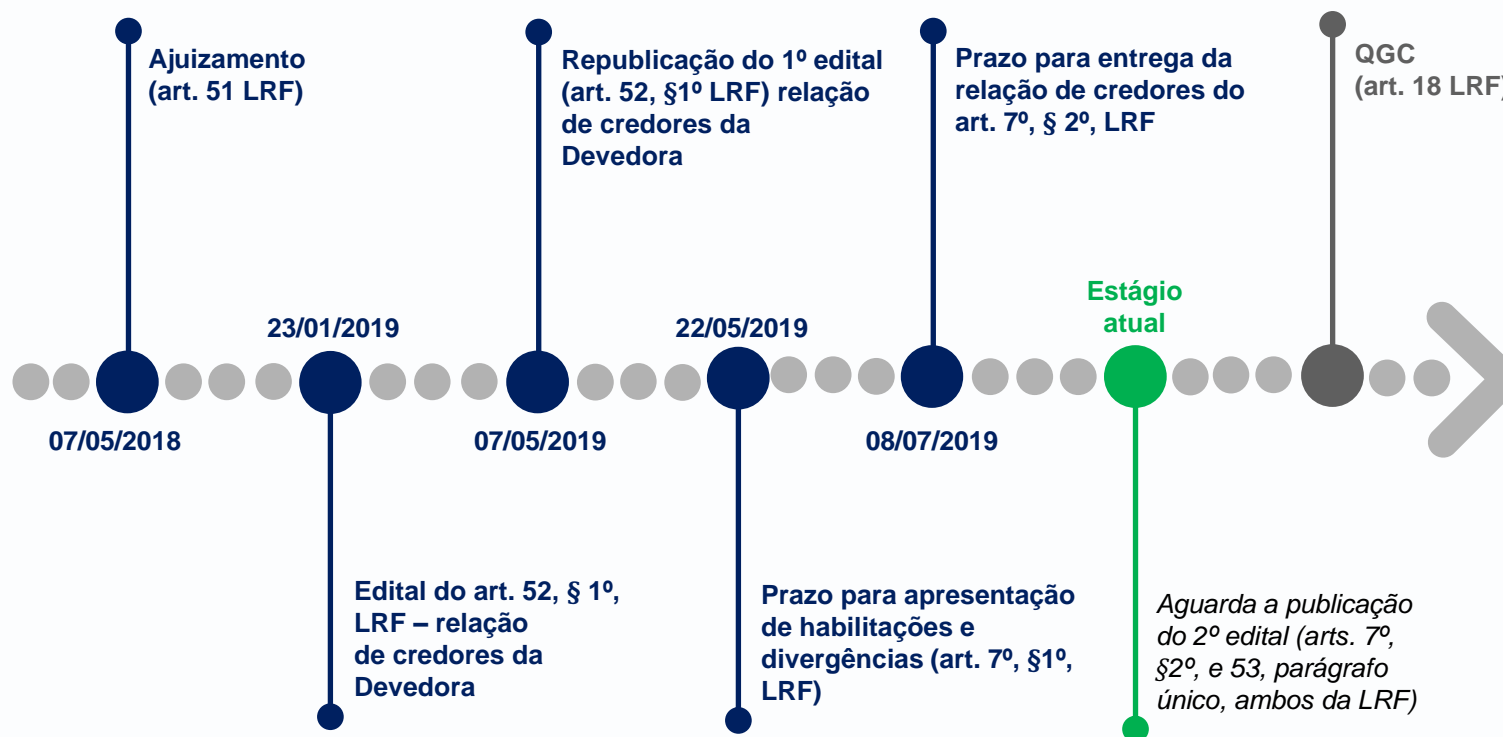 Ajuizamento
(art. 51 LRF)
07/05/2018
23/01/2019
Edital do art. 52, § 1º,
LRF – relação
de credores da
Devedora
Republicação do 1º edital
(art. 52, §1º LRF) relação
de credores da
Devedora
07/05/2019
22/05/2019
Prazo para apresentação
de habilitações e
divergências (art. 7º, §1º,
LRF)
Prazo para entrega da
relação de credores do
art. 7º, § 2º, LRF
08/07/2019
Estágio
atual
Aguarda a publicação
do 2º edital (arts. 7º,
§2º, e 53, parágrafo
único, ambos da LRF)
QGC
(art. 18 LRF)